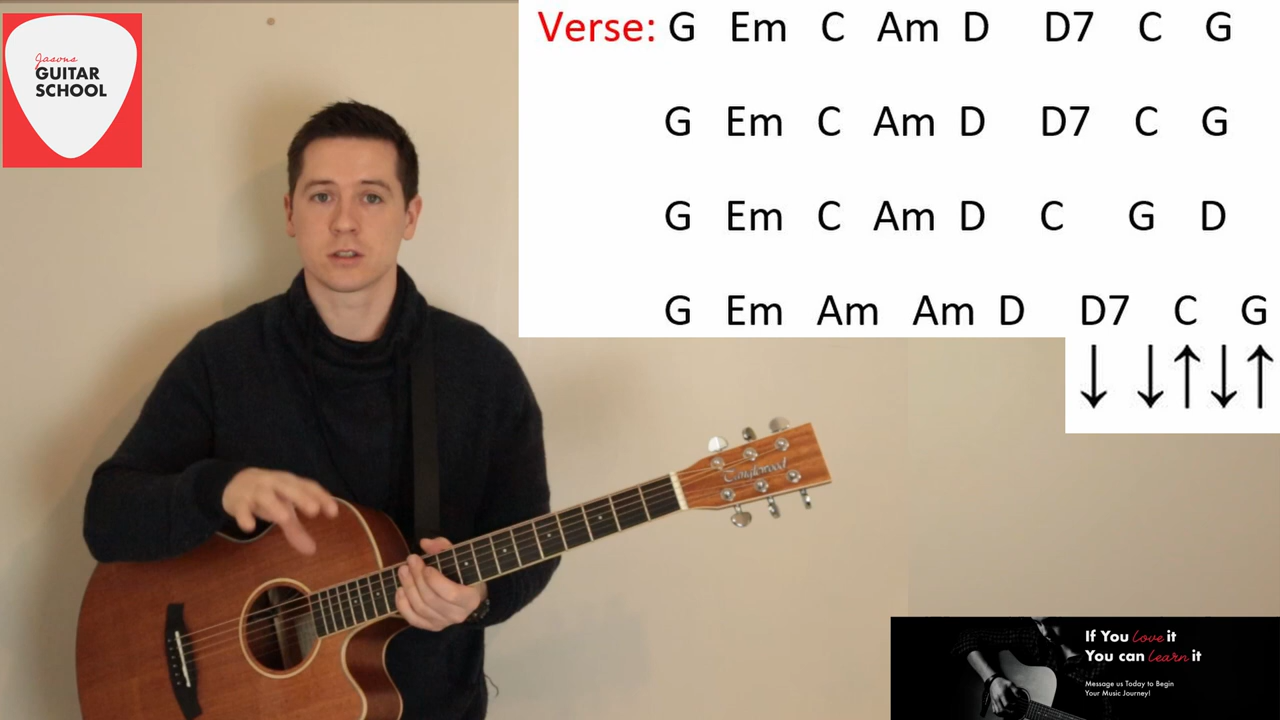 Jasons
GUITAR
SCHOOL
Verse: G Em C Am D D7 C G
G Em C Am D D7 C G
G Em C Am D C G D
G Em Am Am D D7 C G
↓ ↓↑↓↑
Tanglewood
If You love it
You can learn it
Message us Today to Begin
Your Music Journey!